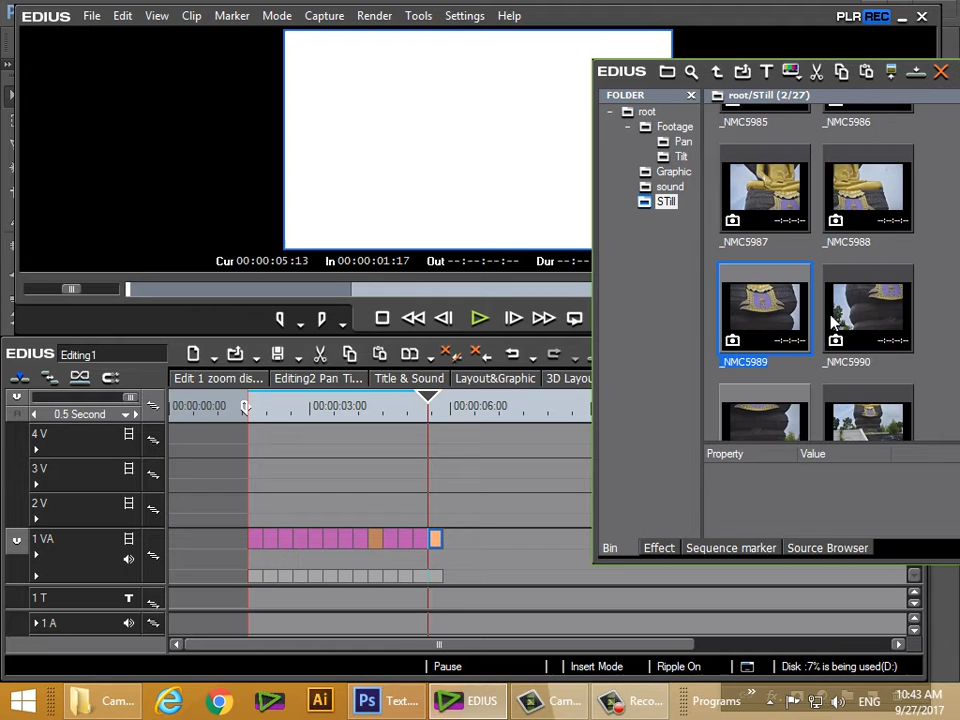 EDIUS File Edit View Clip Marker Mode Capture Render Tools Settings Help PLR REC
EDIUS
FOLDER
root
Footage
Pan
Tilt
Graphic
sound
STill
root/STill (2/27)
_NMC5985 _NMC5986
_NMC5987 _NMC5988
_NMC5989 _NMC5990
Property Value
Bin Effect Sequence marker Source Browser
Cur 00:00:05:13 In 00:00:01:17 Out --:--:--:-- Dur --:--
EDIUS Editing1
Edit 1 zoom dis... Editing2 Pan Ti... Title & Sound Layout&Graphic 3D Layou
0.5 Second
00:00:00:00 00:00:03:00 00:00:06:00
4 V
3 V
2 V
1 VA
1 T T
1 A
Pause Insert Mode Ripple On Disk :7% is being used(D:)
Cam... Ai Ps Text.... EDIUS Cam... Reco... Programs ENG
10:43 AM
9/27/2017